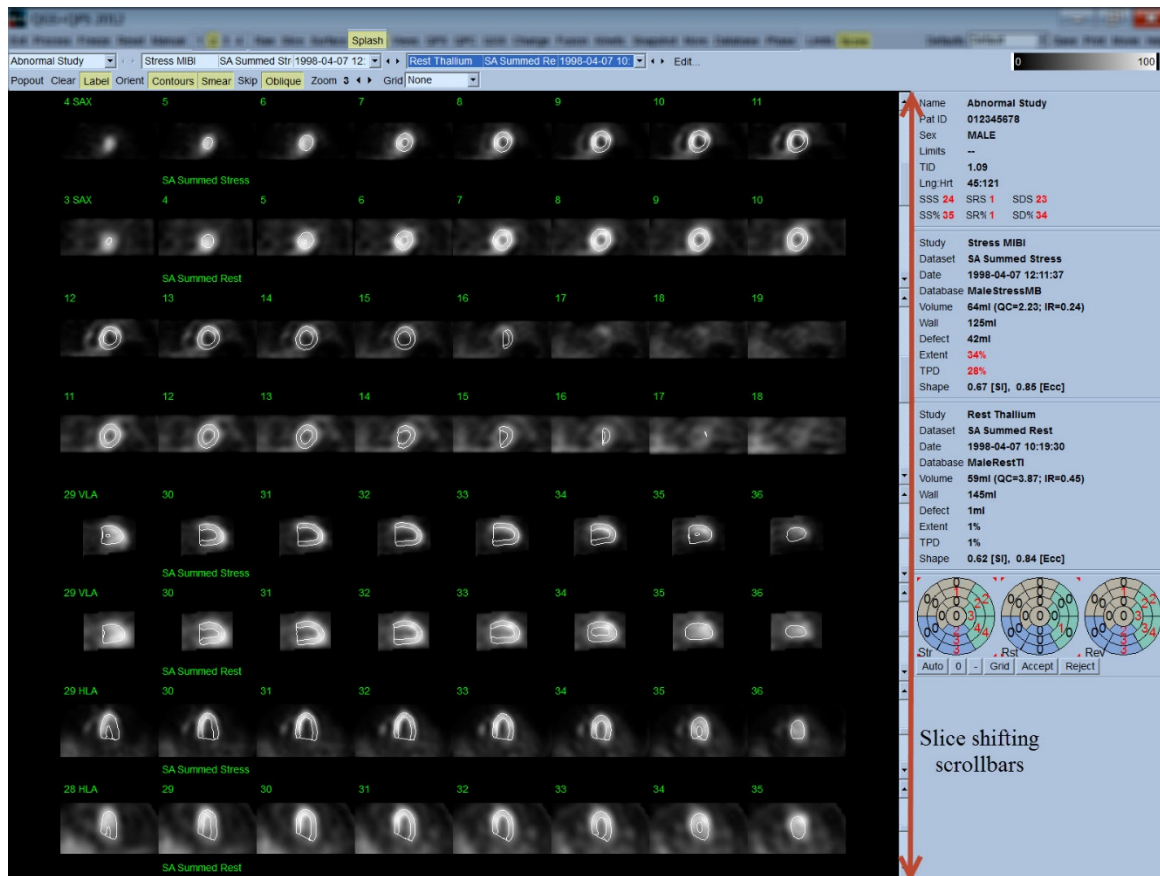 QGS+QPS 2012
Splash
Abnormal Study Stress MIBI SA Summed Str 1998-04-07 12: Rest Thallium SA Summed Re 1998-04-07 10: Edit...
Popout Clear Label Orient Contours Smear Skip Oblique Zoom 3 Grid None
0 100
4 SAX 5 6 7 8 9 10 11
SA Summed Stress
3 SAX 4 5 6 7 8 9 10
SA Summed Rest
12 13 14 15 16 17 18 19
11 12 13 14 15 16 17 18
29 VLA 30 31 32 33 34 35 36
SA Summed Stress
29 VLA 30 31 32 33 34 35 36
SA Summed Rest
29 HLA 30 31 32 33 34 35 36
SA Summed Stress
28 HLA 29 30 31 32 33 34 35
SA Summed Rest
Name Abnormal Study
Pat ID 012345678
Sex MALE
Limits --
TID 1.09
Lng:Hrt 45:121
SSS 24 SRS 1 SDS 23
SS% 35 SR% 1 SD% 34
Study Stress MIBI
Dataset SA Summed Stress
Date 1998-04-07 12:11:37
Database MaleStressMB
Volume 64ml (QC=2.23; IR=0.24)
Wall 125ml
Defect 42ml
Extent 34%
TPD 28%
Shape 0.67 [SI], 0.85 [Ecc]
Study Rest Thallium
Dataset SA Summed Rest
Date 1998-04-07 10:19:30
Database MaleRestTl
Volume 59ml (QC=3.87; IR=0.45)
Wall 145ml
Defect 1ml
Extent 1%
TPD 1%
Shape 0.62 [SI], 0.84 [Ecc]
Str Rst Rev
Auto 0 - Grid Accept Reject
Slice shifting
scrollbars